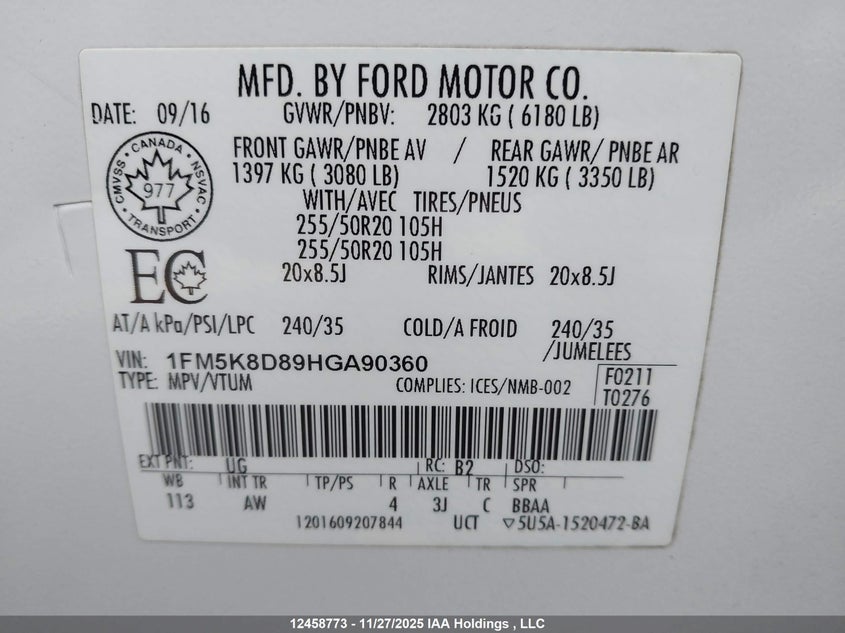 MFD. BY FORD MOTOR CO.
DATE: 09/16 GVWR/PNBV: 2803 KG ( 6180 LB)
FRONT GAWR/PNBE AV / REAR GAWR/ PNBE AR
1397 KG ( 3080 LB) 1520 KG ( 3350 LB)
CMVSS · CANADA · NSVAC · TRANSPORT ·
977
WITH/AVEC TIRES/PNEUS
255/50R20 105H
255/50R20 105H
EC 20x8.5J RIMS/JANTES 20x8.5J
AT/A kPa/PSI/LPC 240/35 COLD/A FROID 240/35
/JUMELEES
VIN: 1FM5K8D89HGA90360
TYPE: MPV/VTUM COMPLIES: ICES/NMB-002
F0211
T0276
EXT PNT: UG RC: B2 DSO:
WB INT TR TP/PS R AXLE TR SPR
113 AW 4 3J C BBAA
1201609207844 UCT ▽5U5A-1520472-BA
12458773 - 11/27/2025 IAA Holdings , LLC